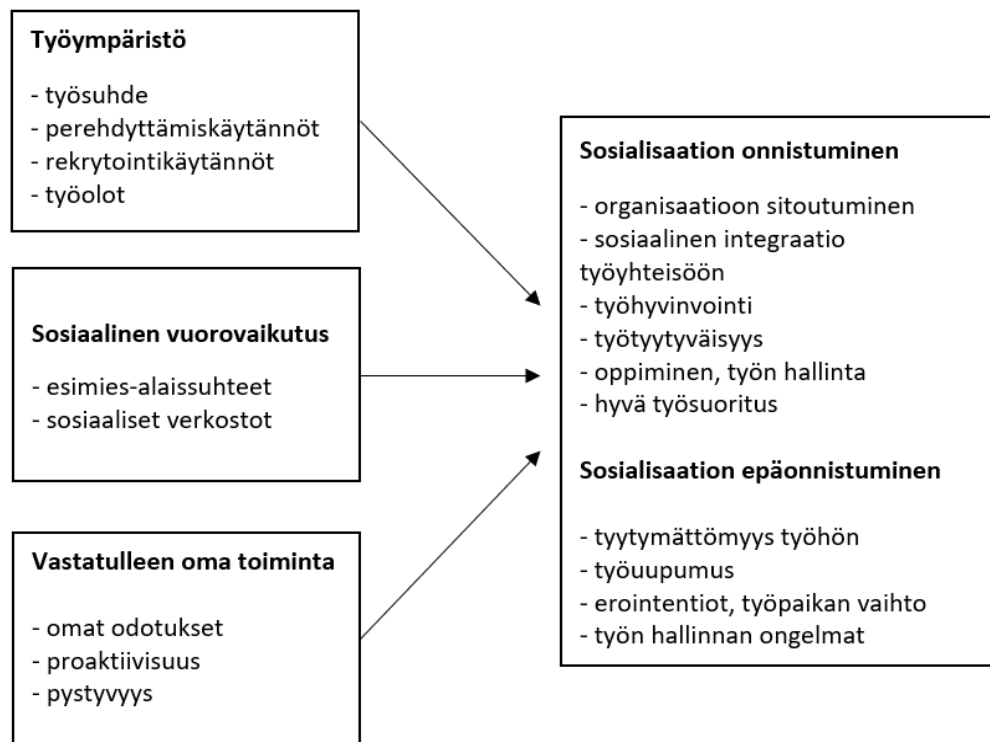 Työympäristö
- työsuhde
- perehdyttämiskäytännöt
- rekrytointikäytännöt
- työolot
Sosiaalinen vuorovaikutus
- esimies-alaissuhteet
- sosiaaliset verkostot
Vastatulleen oma toiminta
- omat odotukset
- proaktiivisuus
- pystyvyys
Sosialisaation onnistuminen
- organisaatioon sitoutuminen
- sosiaalinen integraatio
työyhteisöön
- työhyvinvointi
- työtyytyväisyys
- oppiminen, työn hallinta
- hyvä työsuoritus
Sosialisaation epäonnistuminen
- tyytymättömyys työhön
- työuupumus
- erointentiot, työpaikan vaihto
- työn hallinnan ongelmat